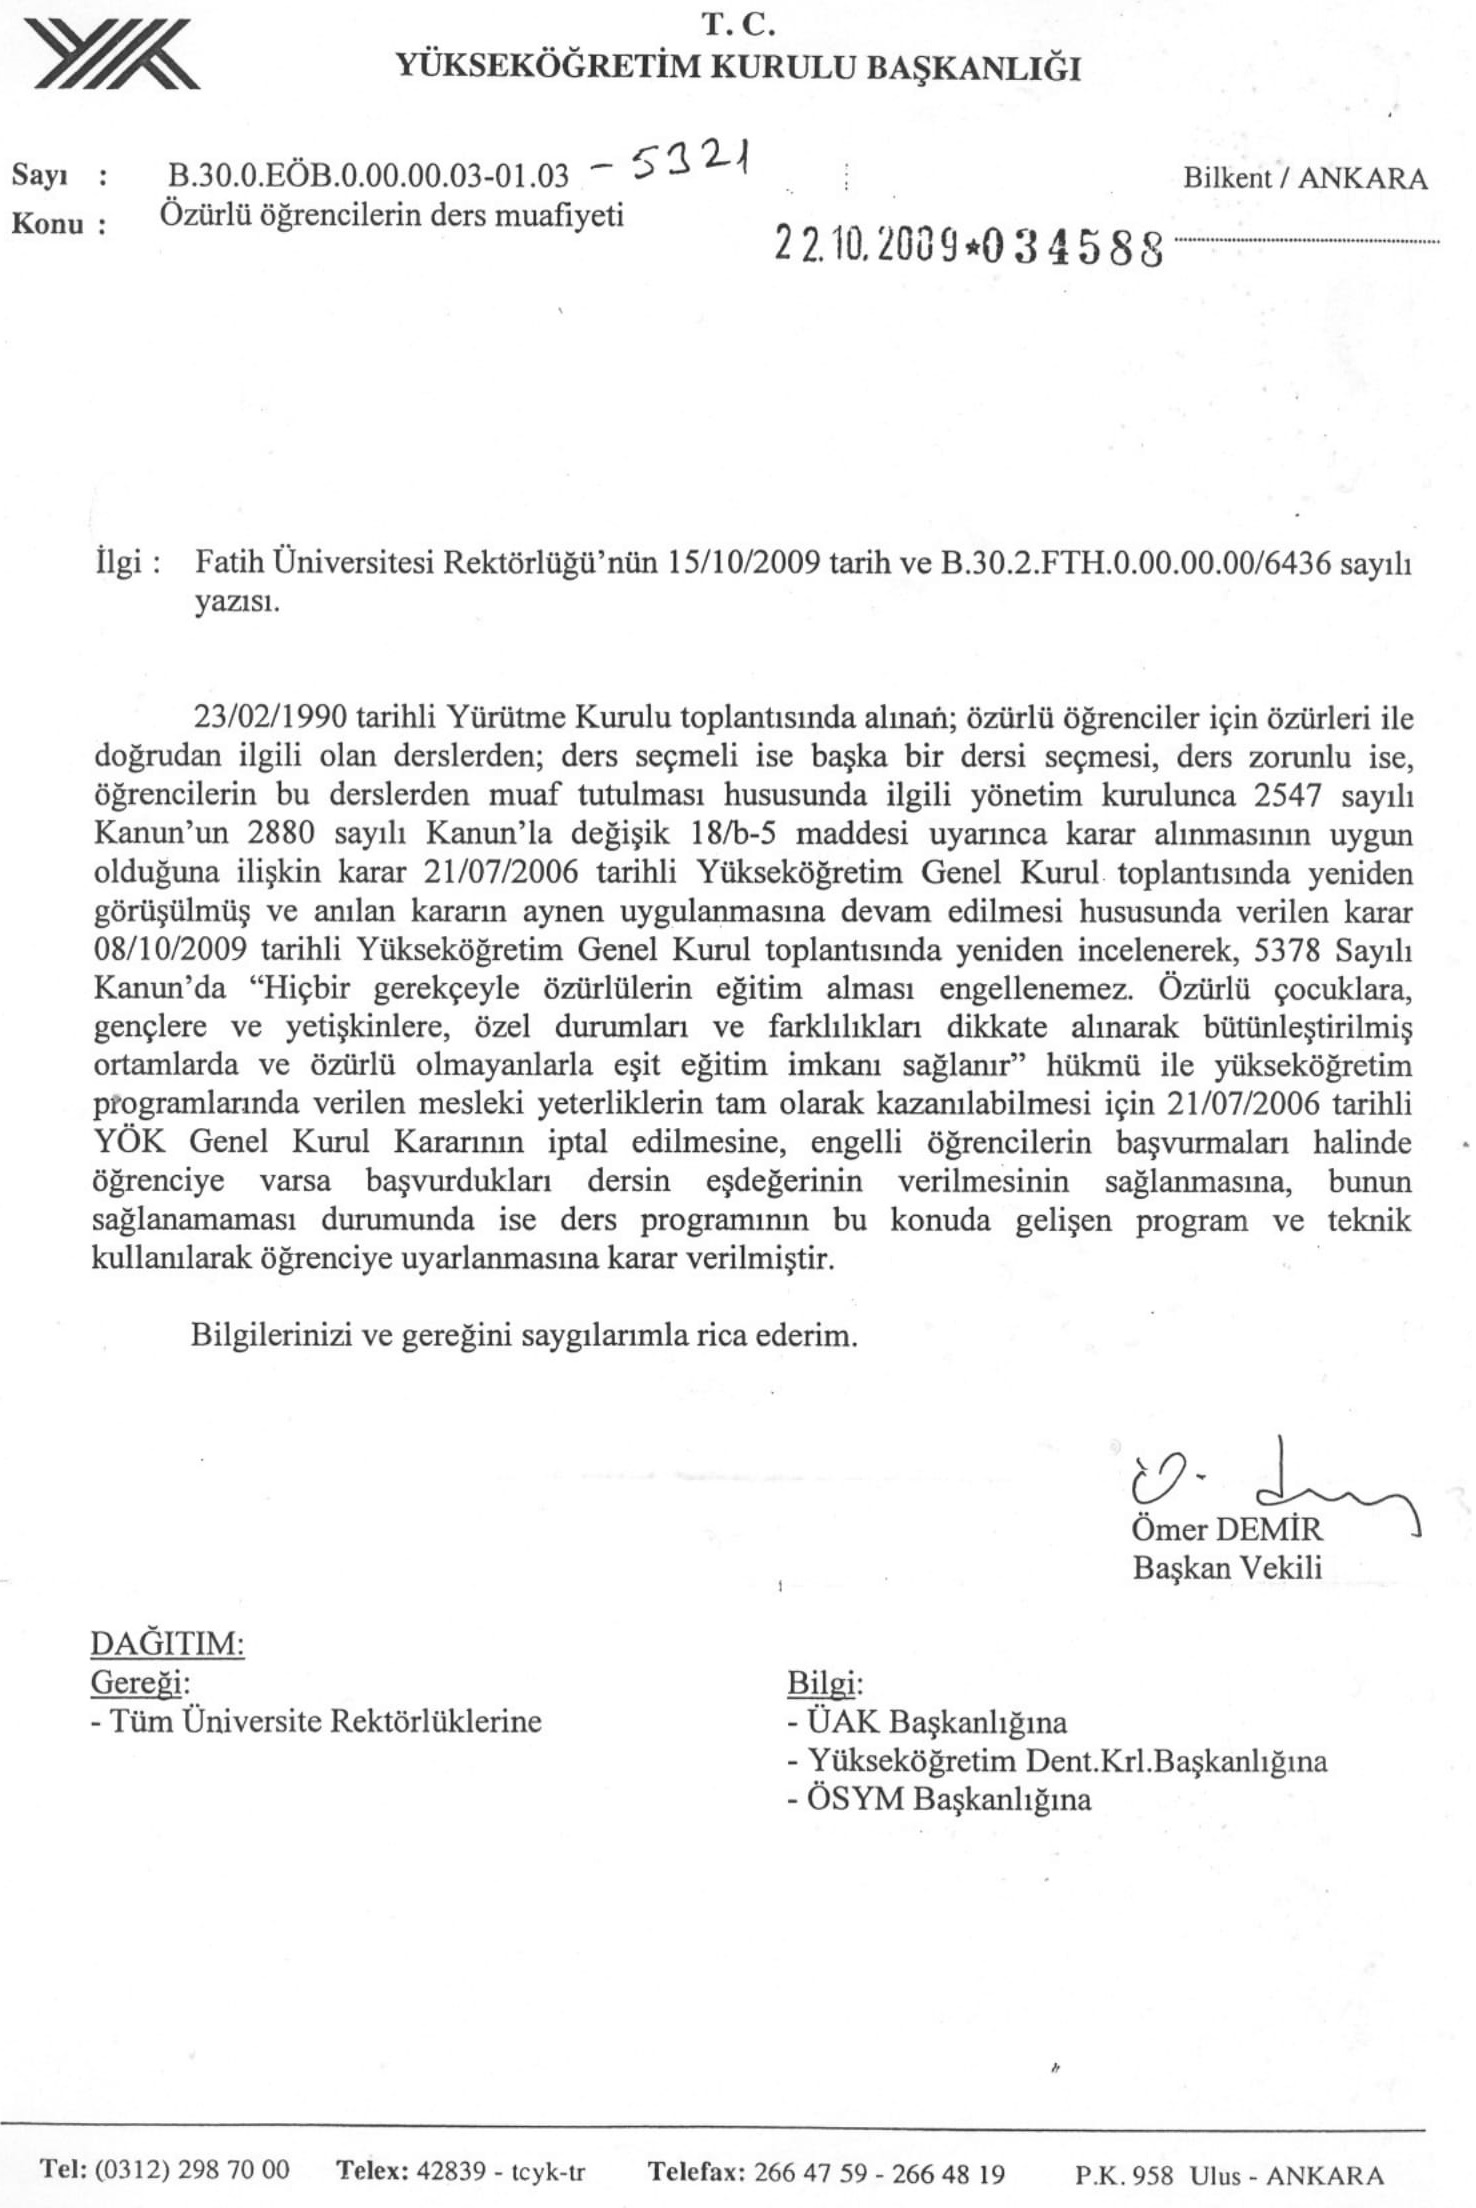 T. C.
YÜKSEKÖĞRETİM KURULU BAŞKANLIĞI
Sayı : B.30.0.EÖB.0.00.00.03-01.03 - 5321
Bilkent / ANKARA
Konu : Özürlü öğrencilerin ders muafiyeti
22.10.2009*034588
İlgi : Fatih Üniversitesi Rektörlüğü’nün 15/10/2009 tarih ve B.30.2.FTH.0.00.00.00/6436 sayılı
yazısı.
23/02/1990 tarihli Yürütme Kurulu toplantısında alınan; özürlü öğrenciler için özürleri ile
doğrudan ilgili olan derslerden; ders seçmeli ise başka bir dersi seçmesi, ders zorunlu ise,
öğrencilerin bu derslerden muaf tutulması hususunda ilgili yönetim kurulunca 2547 sayılı
Kanun’un 2880 sayılı Kanun’la değişik 18/b-5 maddesi uyarınca karar alınmasının uygun
olduğuna ilişkin karar 21/07/2006 tarihli Yükseköğretim Genel Kurul toplantısında yeniden
görüşülmüş ve anılan kararın aynen uygulanmasına devam edilmesi hususunda verilen karar
08/10/2009 tarihli Yükseköğretim Genel Kurul toplantısında yeniden incelenerek, 5378 Sayılı
Kanun’da “Hiçbir gerekçeyle özürlülerin eğitim alması engellenemez. Özürlü çocuklara,
gençlere ve yetişkinlere, özel durumları ve farklılıkları dikkate alınarak bütünleştirilmiş
ortamlarda ve özürlü olmayanlarla eşit eğitim imkanı sağlanır” hükmü ile yükseköğretim
programlarında verilen mesleki yeterliklerin tam olarak kazanılabilmesi için 21/07/2006 tarihli
YÖK Genel Kurul Kararının iptal edilmesine, engelli öğrencilerin başvurmaları halinde
öğrenciye varsa başvurdukları dersin eşdeğerinin verilmesinin sağlanmasına, bunun
sağlanamaması durumunda ise ders programının bu konuda gelişen program ve teknik
kullanılarak öğrenciye uyarlanmasına karar verilmiştir.
Bilgilerinizi ve gereğini saygılarımla rica ederim.
Ömer DEMİR
Başkan Vekili
DAĞITIM:
Gereği:
- Tüm Üniversite Rektörlüklerine
Bilgi:
- ÜAK Başkanlığına
- Yükseköğretim Dent.Krl.Başkanlığına
- ÖSYM Başkanlığına
Tel: (0312) 298 70 00 Telex: 42839 - tcyk-tr Telefax: 266 47 59 - 266 48 19 P.K. 958 Ulus - ANKARA